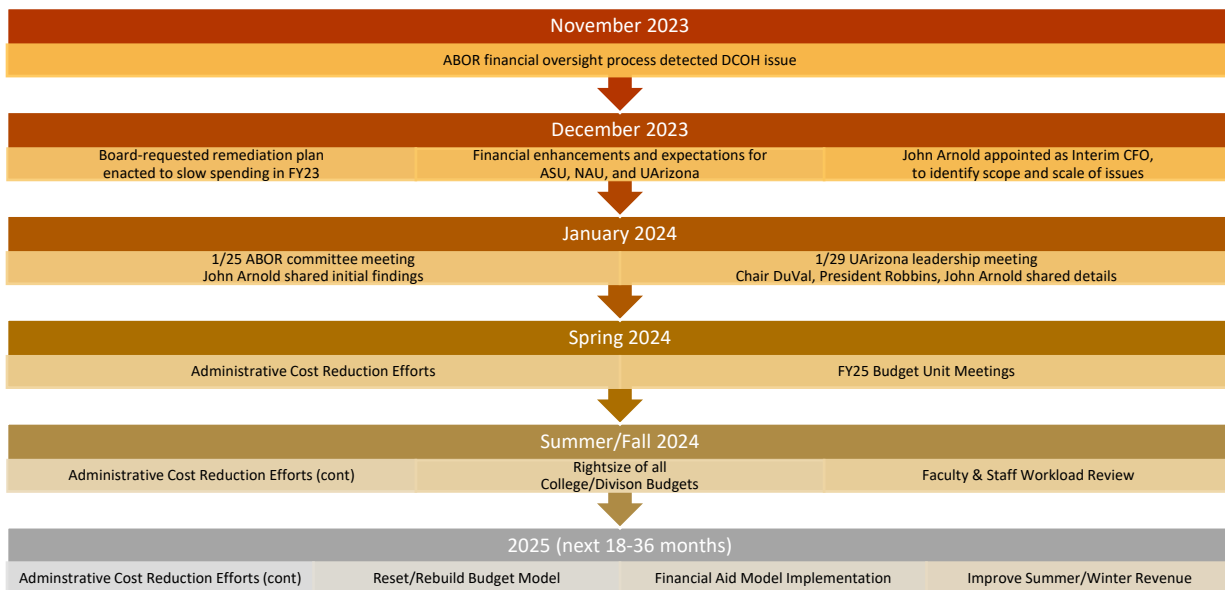 November 2023
ABOR financial oversight process detected DCOH issue
December 2023
Board-requested remediation plan
enacted to slow spending in FY23
Financial enhancements and expectations for
ASU, NAU, and UArizona
John Arnold appointed as Interim CFO,
to identify scope and scale of issues
January 2024
1/25 ABOR committee meeting
John Arnold shared initial findings
1/29 UArizona leadership meeting
Chair DuVal, President Robbins, John Arnold shared details
Spring 2024
Administrative Cost Reduction Efforts
FY25 Budget Unit Meetings
Summer/Fall 2024
Administrative Cost Reduction Efforts (cont)
Rightsize of all
College/Divison Budgets
Faculty & Staff Workload Review
2025 (next 18-36 months)
Adminstrative Cost Reduction Efforts (cont)
Reset/Rebuild Budget Model
Financial Aid Model Implementation
Improve Summer/Winter Revenue